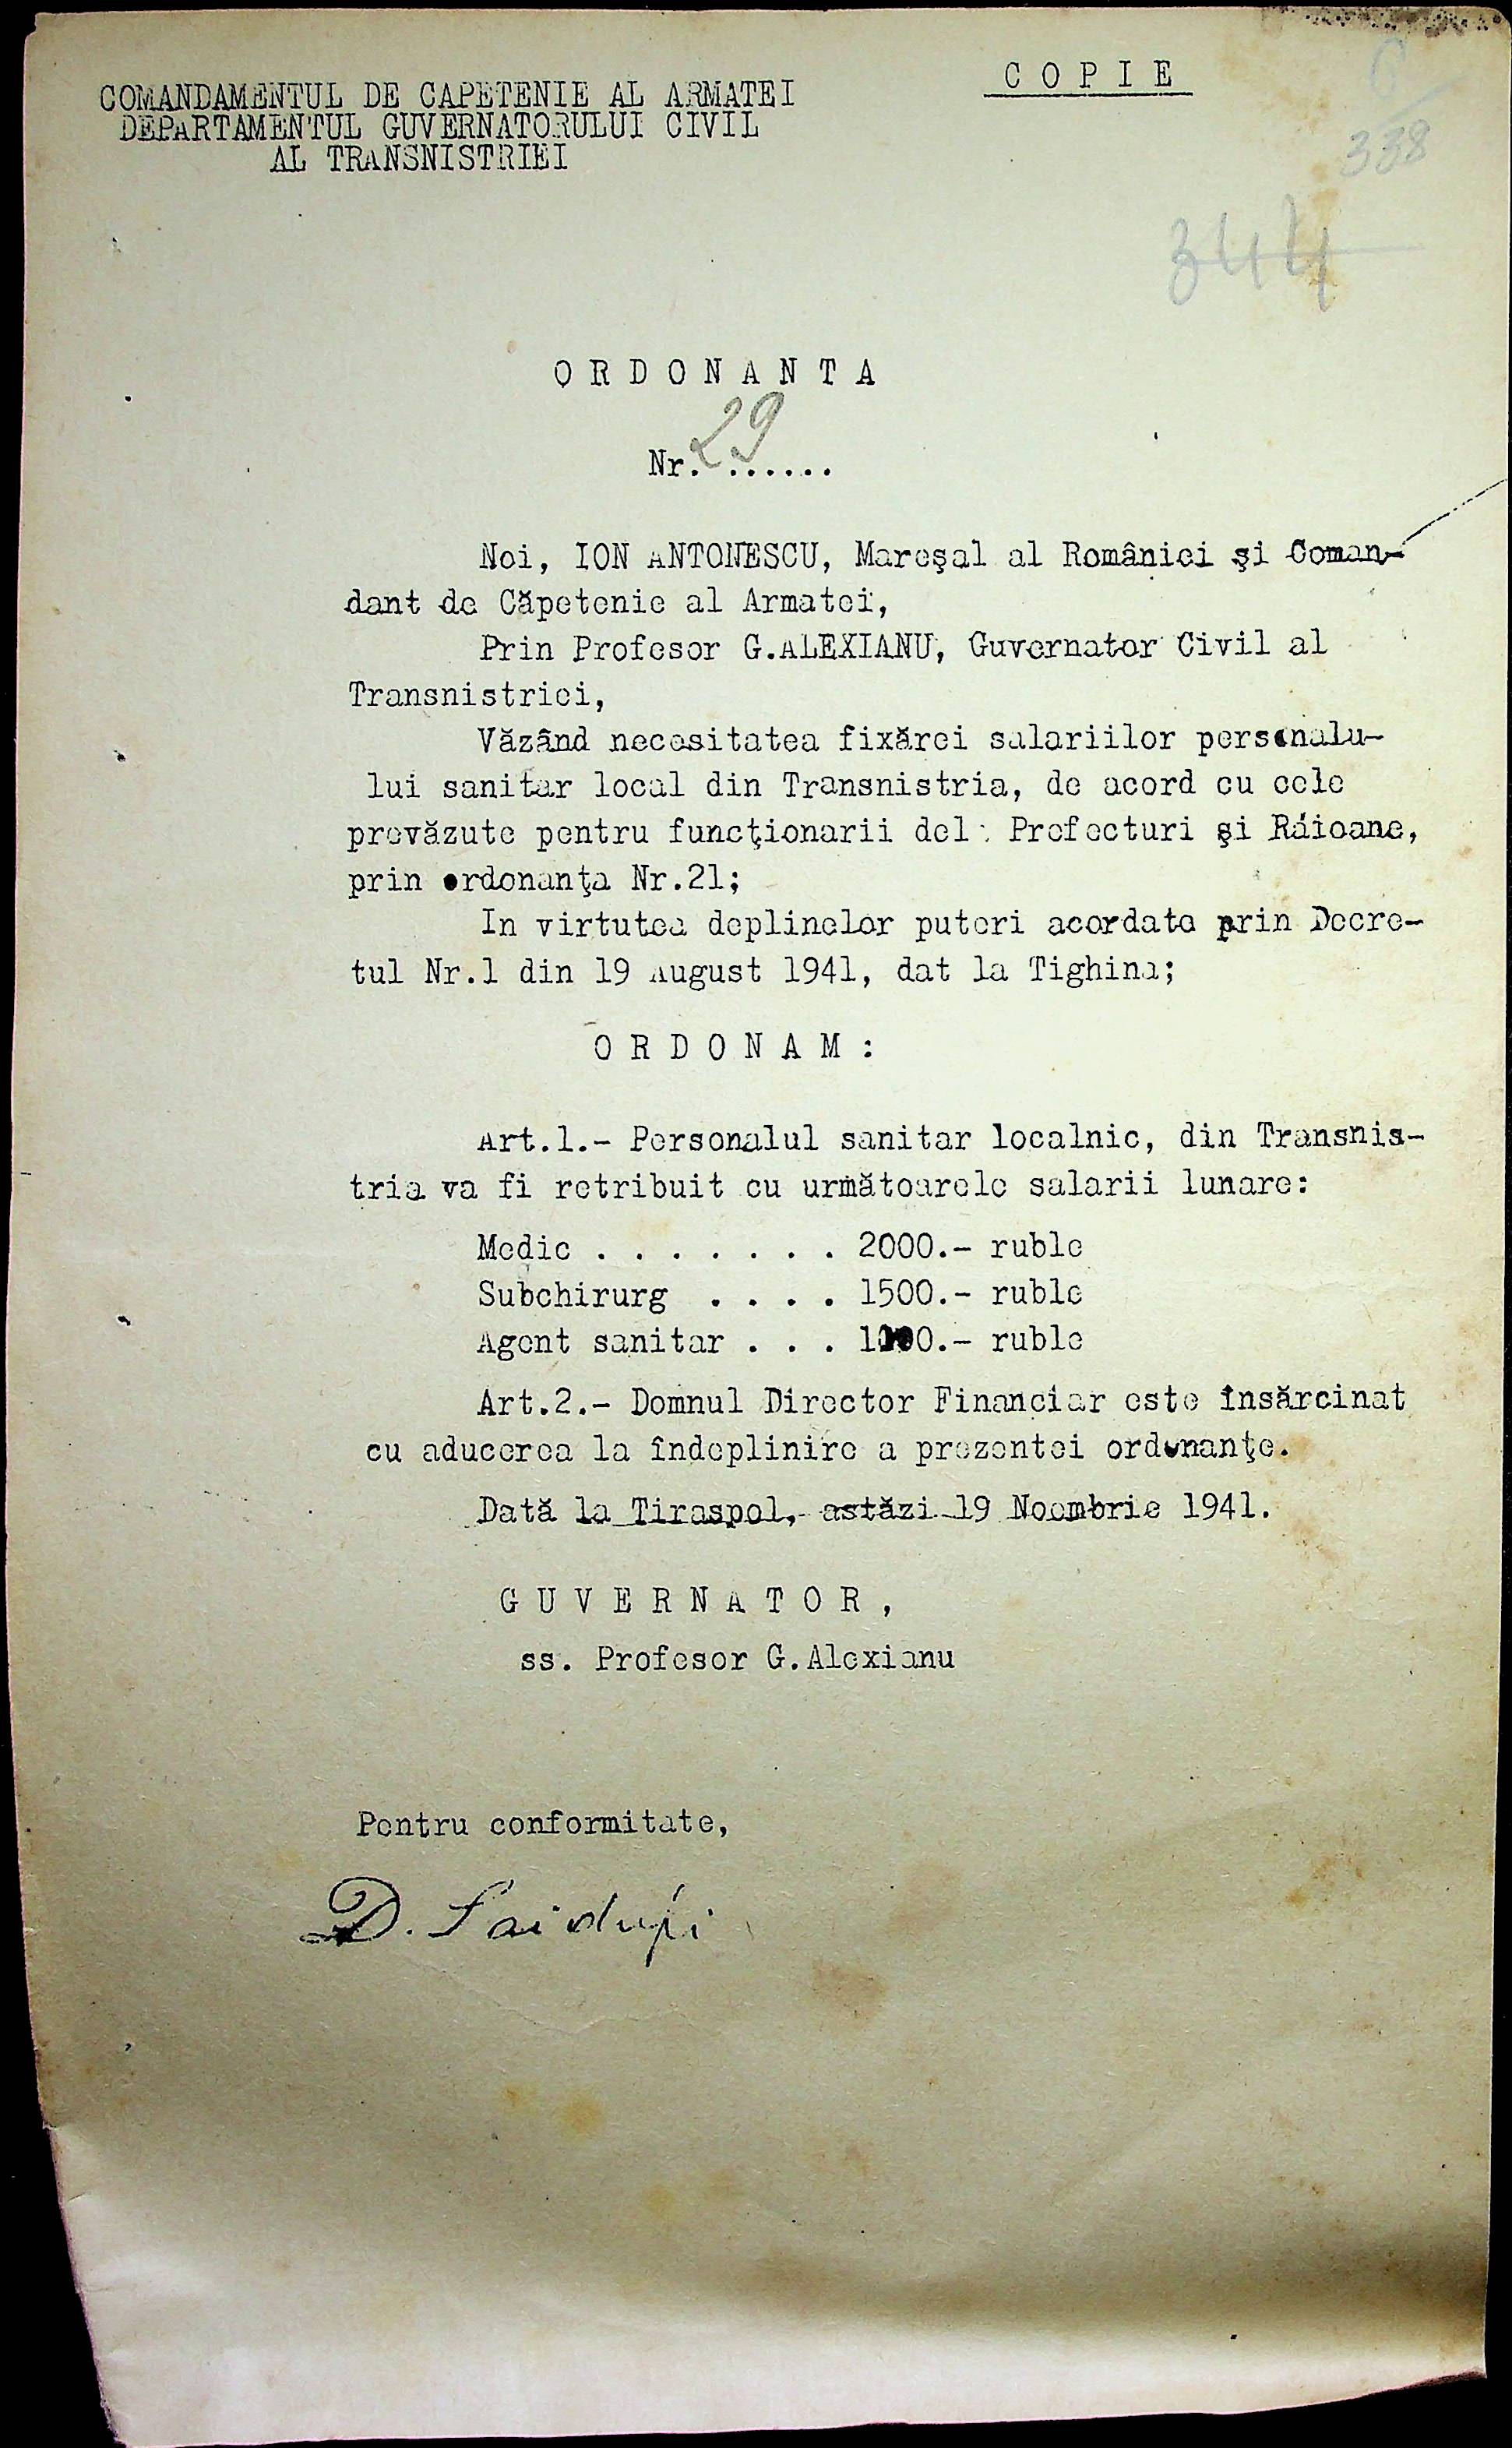 COPIE
COMANDAMENTUL DE CAPETENIE AL ARMATEI
DEPARTAMENTUL GUVERNATORULUI CIVIL
AL TRANSNISTRIEI
338
344
ORDONANTA
Nr. 29......
Noi, ION ANTONESCU, Mareşal al României şi Coman-
dant de Căpetenie al Armatei,
Prin Profesor G.ALEXIANU, Guvernator Civil al
Transnistriei,
Văzând necesitatea fixărei salariilor personalu-
lui sanitar local din Transnistria, de acord cu cele
prevăzute pentru funcţionarii del: Prefecturi şi Raioane,
prin ordonanţa Nr.21;
In virtutea deplinelor puteri acordate prin Decre-
tul Nr.1 din 19 August 1941, dat la Tighina;
ORDONAM:
Art.1.- Personalul sanitar localnic, din Transnis-
tria va fi retribuit cu următoarele salarii lunare:
Medic . . . . . . . 2000.- ruble
Subchirurg . . . . 1500.- ruble
Agent sanitar . . . ruble
Art.2.- Domnul Director Financiar este însărcinat
cu aducerea la îndeplinire a prezentei ordonanţe.
Dată la Tiraspol, astăzi 19 Noembrie 1941.
GUVERNATOR,
ss. Profesor G.Alexianu
Pentru conformitate,
D.